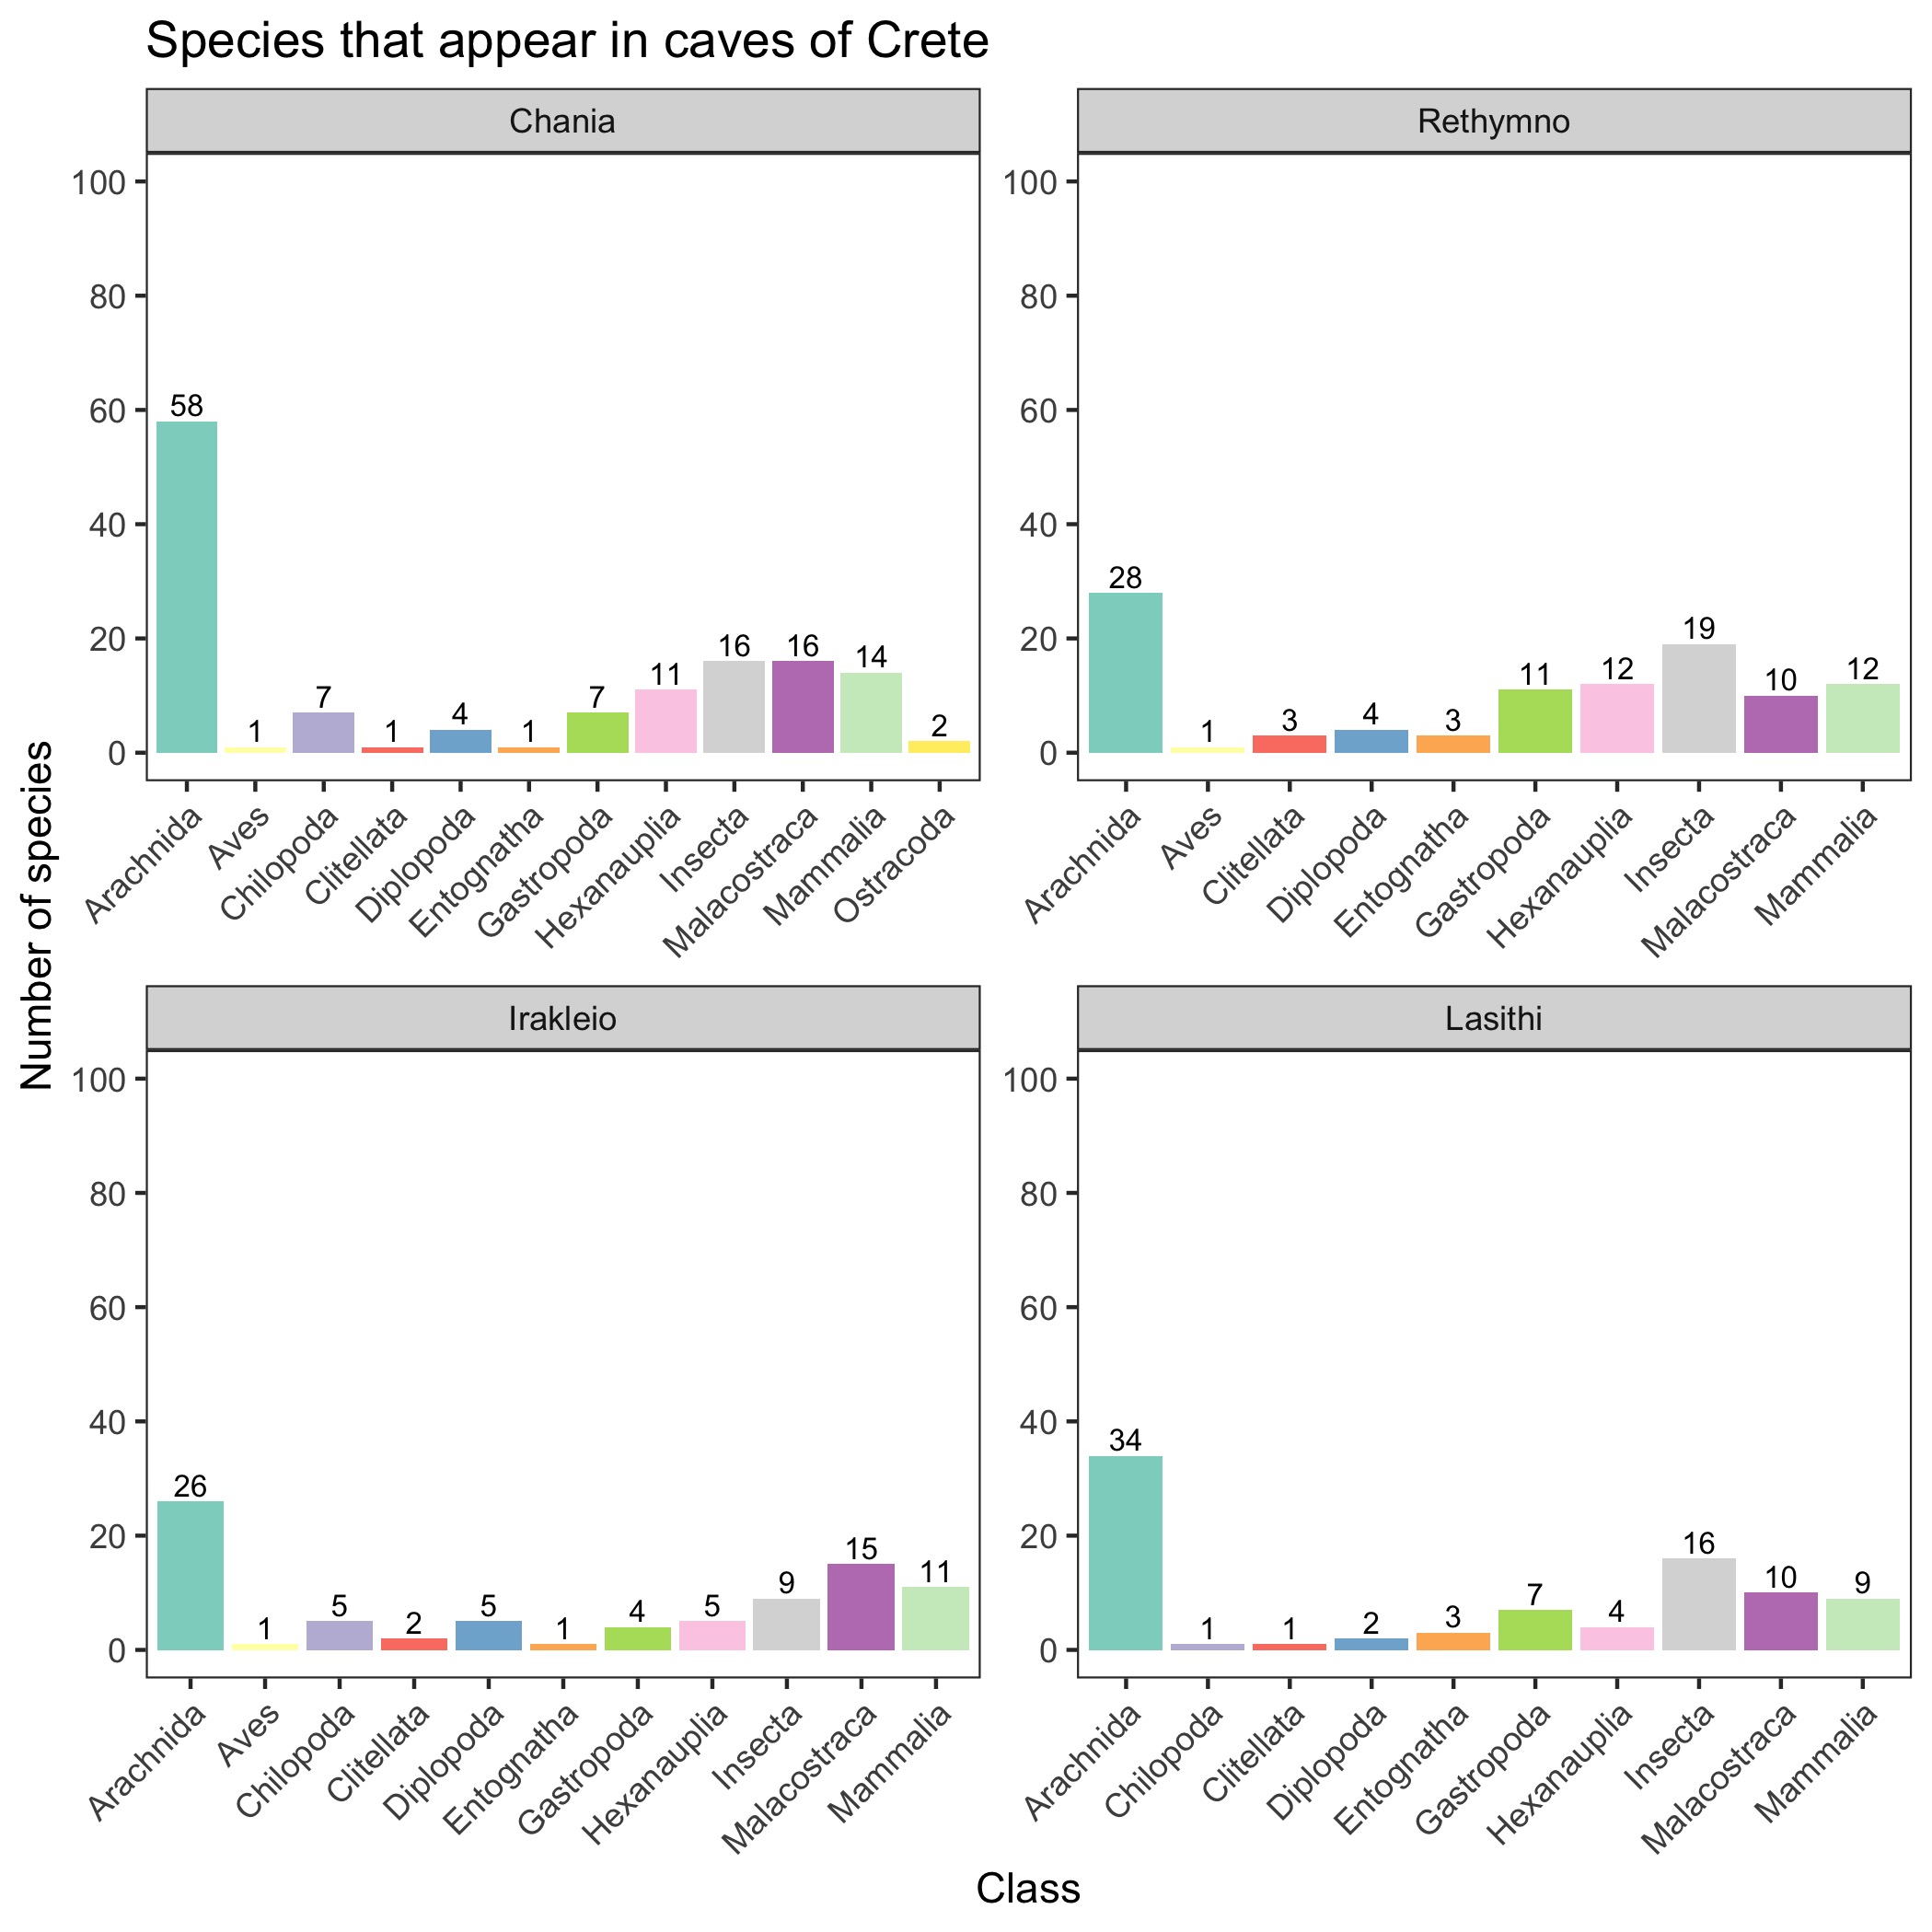 Species that appear in caves of Crete
Chania
100
80
60
40
20
0
58
1
7
1
4
1
7
11
16
16
14
2
Arachnida
Aves
Chilopoda
Clitellata
Diplopoda
Entognatha
Gastropoda
Hexanauplia
Insecta
Malacostraca
Mammalia
Ostracoda
Rethymno
100
80
60
40
20
0
28
1
3
4
3
11
12
19
10
12
Arachnida
Aves
Clitellata
Diplopoda
Entognatha
Gastropoda
Hexanauplia
Insecta
Malacostraca
Mammalia
Number of species
Irakleio
100
80
60
40
20
0
26
1
5
2
5
1
4
5
9
15
11
Arachnida
Aves
Chilopoda
Clitellata
Diplopoda
Entognatha
Gastropoda
Hexanauplia
Insecta
Malacostraca
Mammalia
Lasithi
100
80
60
40
20
0
34
1
1
2
3
7
4
16
10
9
Arachnida
Chilopoda
Clitellata
Diplopoda
Entognatha
Gastropoda
Hexanauplia
Insecta
Malacostraca
Mammalia
Class